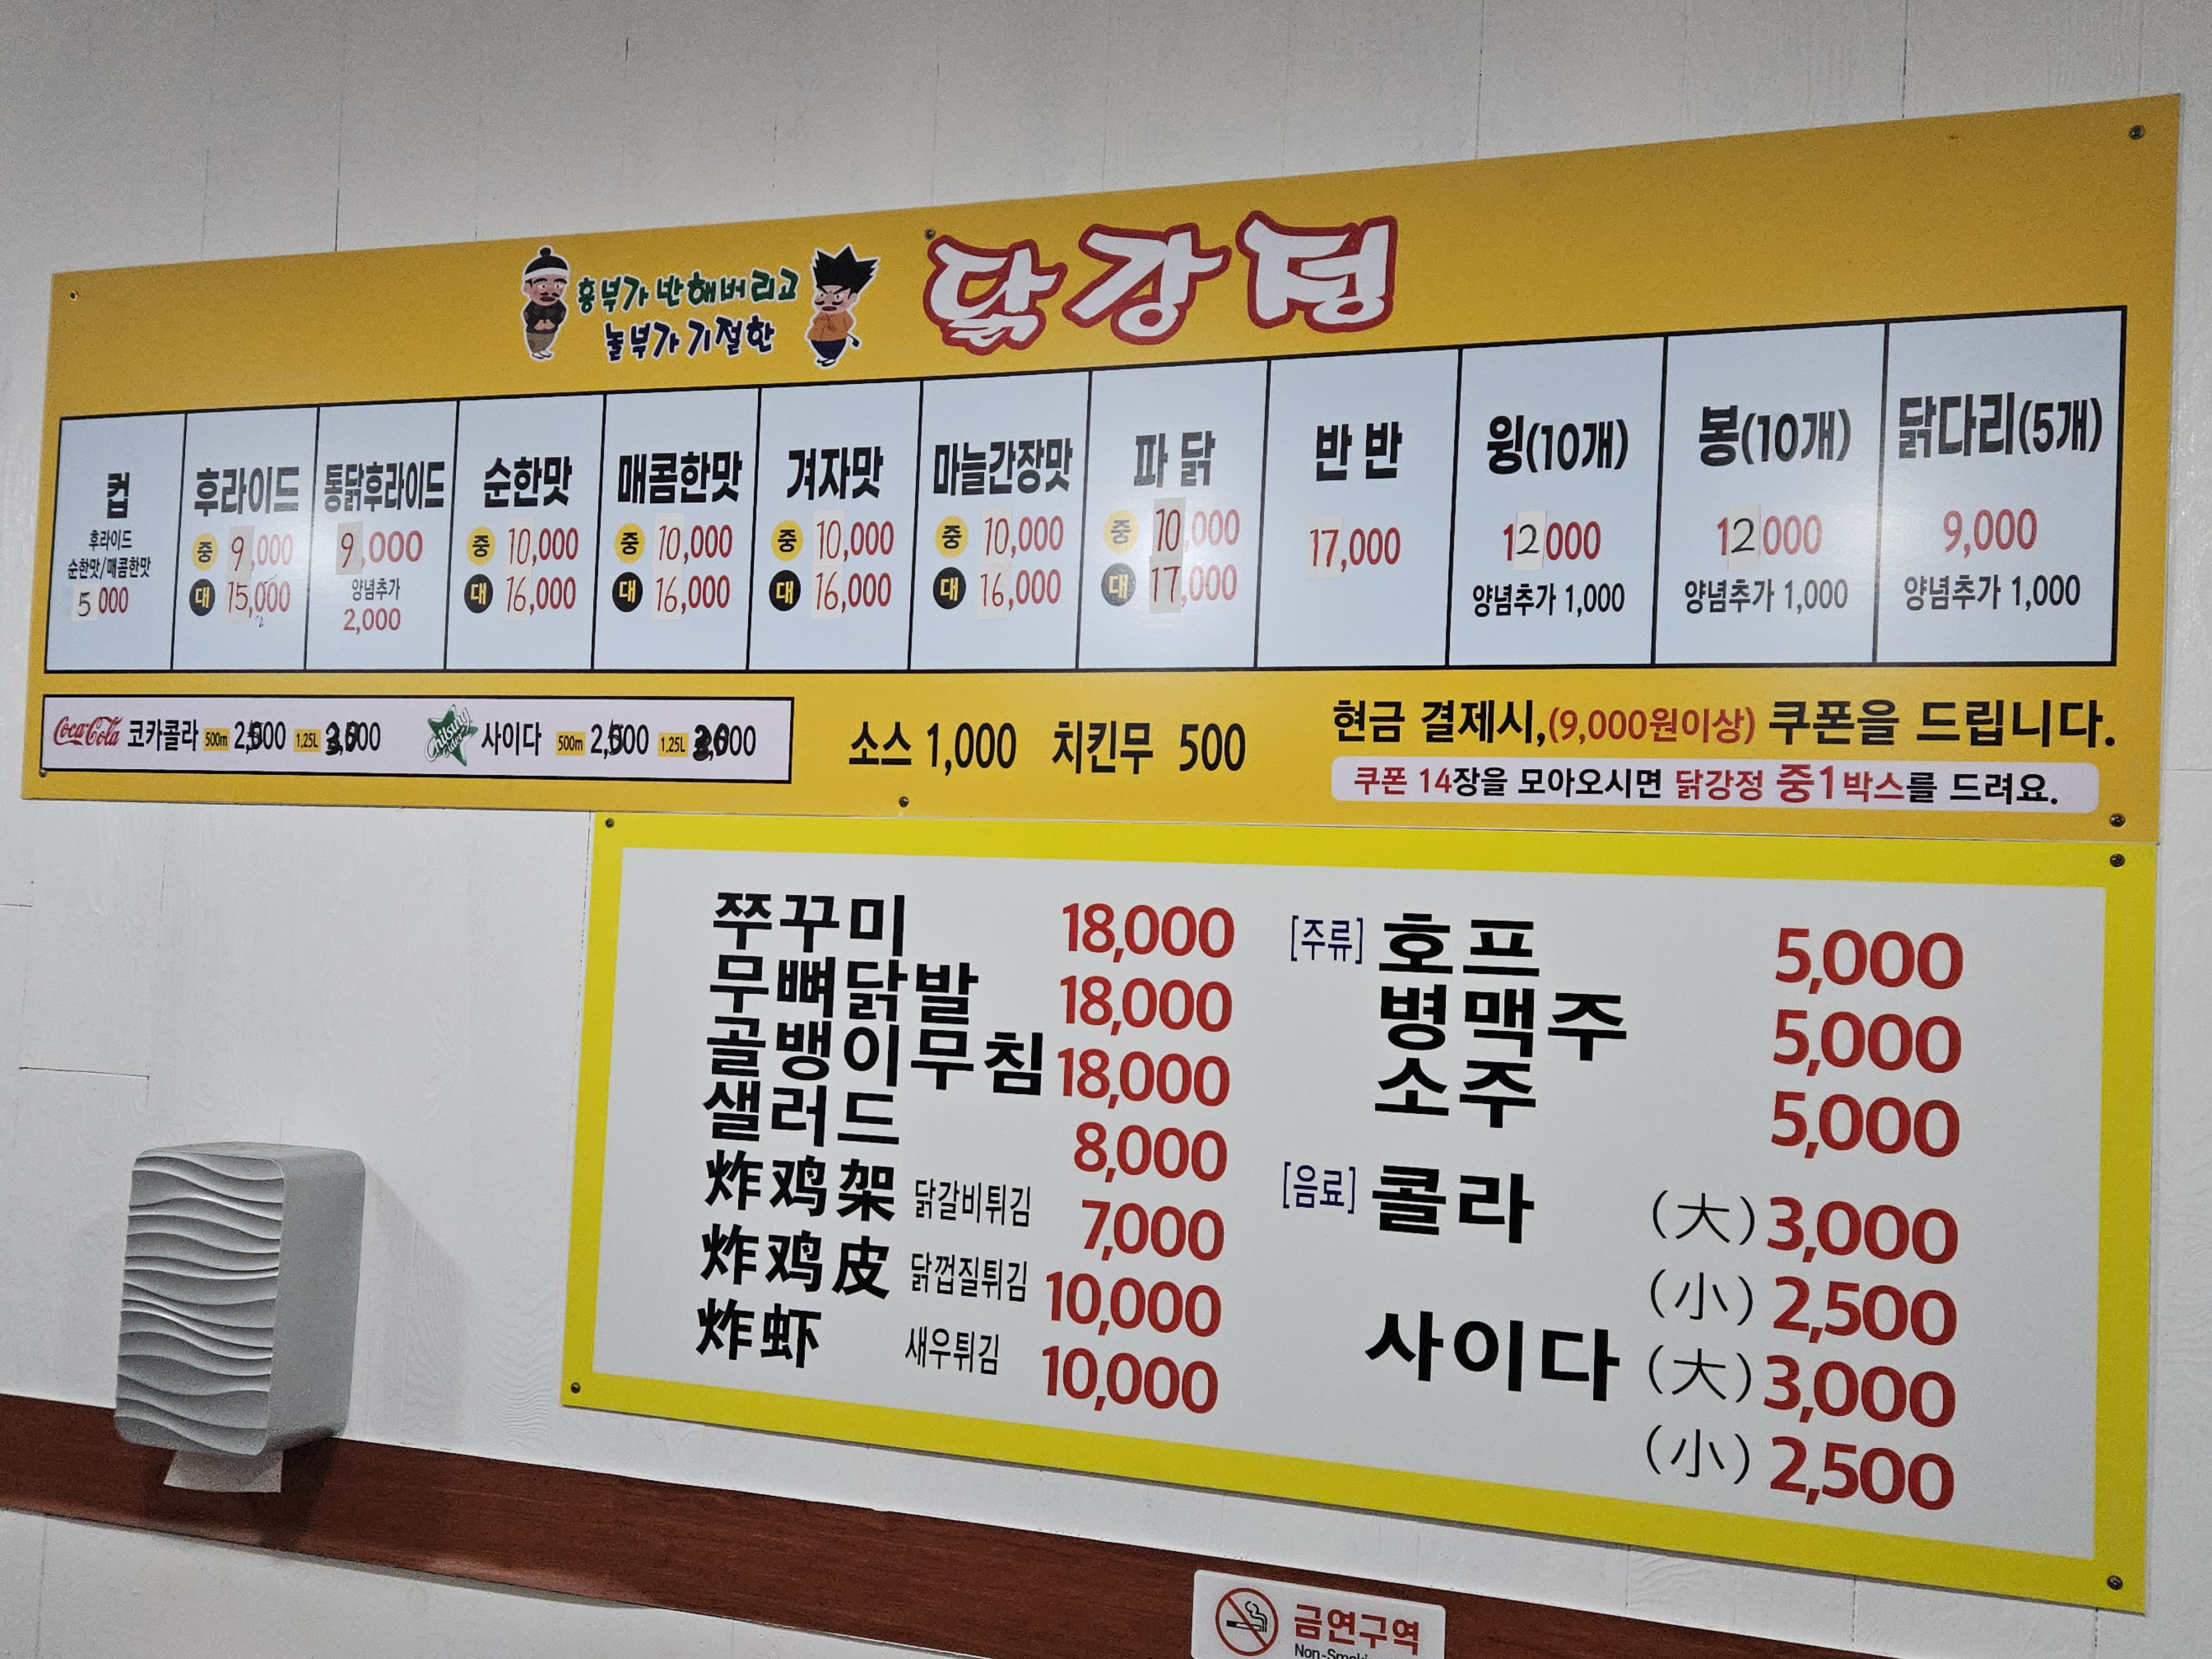 흥부가 반해버리고
놀부가 기절한
닭강정
컵
후라이드
순한맛/매콤한맛
5 000
후라이드
중 9,000
대 15,000
통닭후라이드
9,000
양념추가
2,000
순한맛
중 10,000
대 16,000
매콤한맛
중 10,000
대 16,000
겨자맛
중 10,000
대 16,000
마늘간장맛
중 10,000
대 16,000
파 닭
중 10,000
대 17,000
반 반
17,000
윙(10개)
12000
양념추가 1,000
봉(10개)
12000
양념추가 1,000
닭다리(5개)
9,000
양념추가 1,000
Coca-Cola 코카콜라 500m 2,500 1.25L
사이다 500m 2,500 1.25L
소스 1,000 치킨무 500
현금 결제시,(9,000원이상) 쿠폰을 드립니다.
쿠폰 14장을 모아오시면 닭강정 중1박스를 드려요.
쭈꾸미 18,000
무뼈닭발 18,000
골뱅이무침 18,000
샐러드 8,000
炸鸡架 닭갈비튀김 7,000
炸鸡皮 닭껍질튀김 10,000
炸虾 새우튀김 10,000
[주류] 호프 5,000
병맥주 5,000
소주 5,000
[음료] 콜라 (大) 3,000
(小) 2,500
사이다 (大) 3,000
(小) 2,500
금연구역